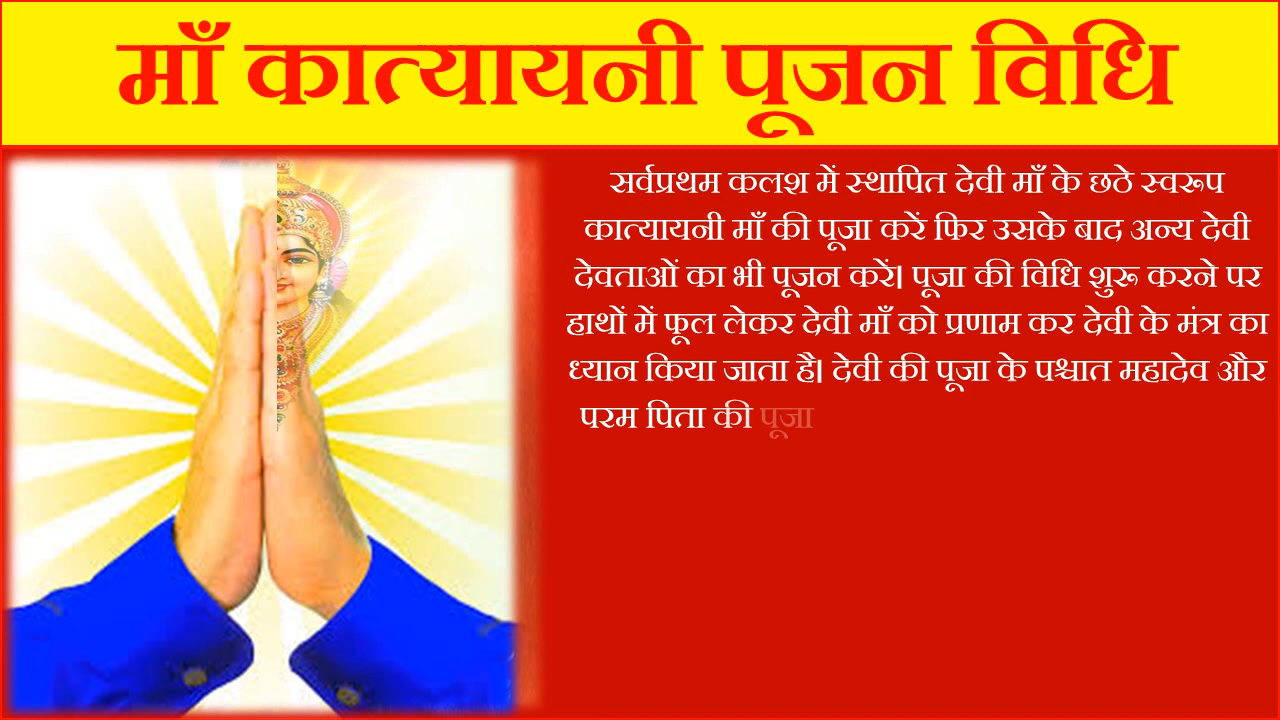 माँ कात्यायनी पूजन विधि
सर्वप्रथम कलश में स्थापित देवी माँ के छठे स्वरूप
कात्यायनी माँ की पूजा करें फिर उसके बाद अन्य देवी
देवताओं का भी पूजन करें। पूजा की विधि शुरू करने पर
हाथों में फूल लेकर देवी माँ को प्रणाम कर देवी के मंत्र का
ध्यान किया जाता है। देवी की पूजा के पश्चात महादेव और
परम पिता की पूजा